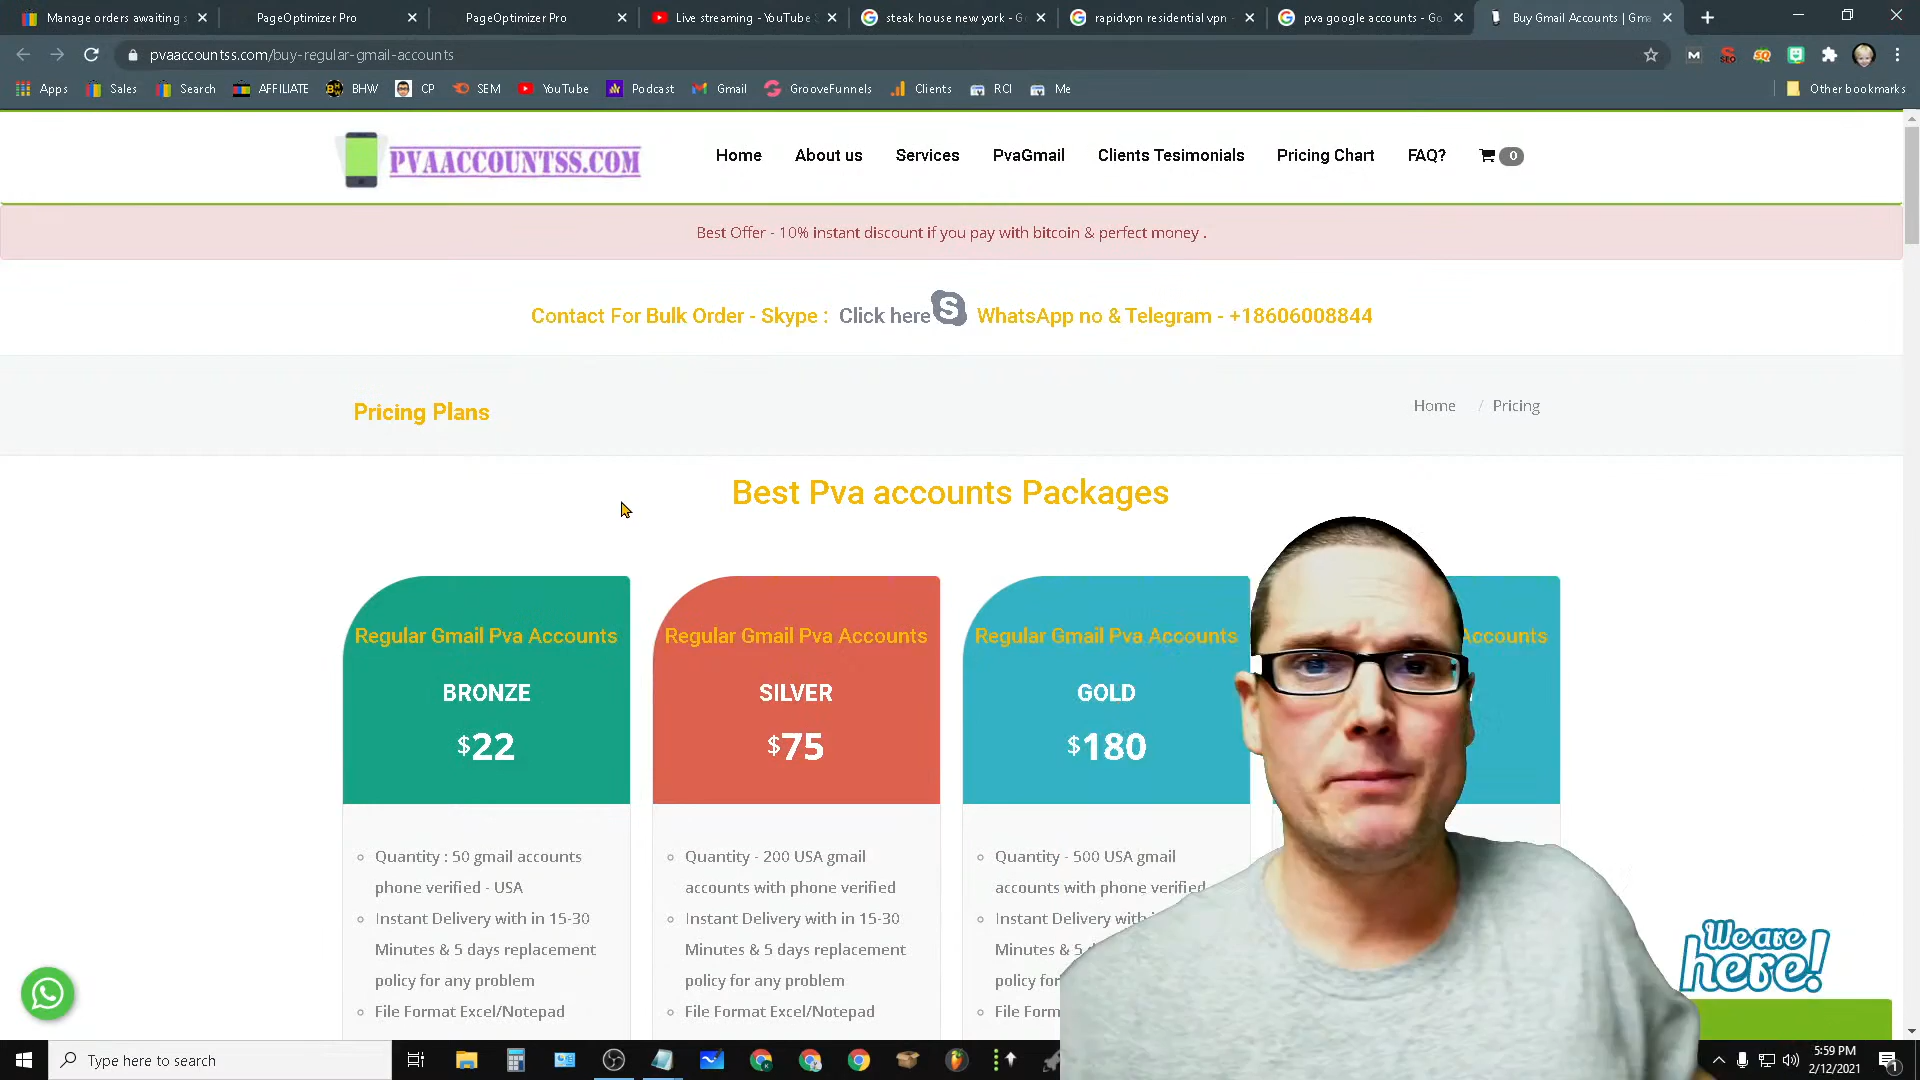 Manage orders awaiting s
PageOptimizer Pro
PageOptimizer Pro
Live streaming - YouTube S
steak house new york - G
rapidvpn residential vpn -
pva google accounts - Go
Buy Gmail Accounts | Gma
pvaaccountss.com/buy-regular-gmail-accounts
Apps
Sales
Search
AFFILIATE
BHW
CP
SEM
YouTube
Podcast
Gmail
GrooveFunnels
Clients
RCI
Me
Other bookmarks
PVAACCOUNTSS.COM
Home
About us
Services
PvaGmail
Clients Tesimonials
Pricing Chart
FAQ?
0
Best Offer - 10% instant discount if you pay with bitcoin & perfect money .
Contact For Bulk Order - Skype : Click here WhatsApp no & Telegram - +18606008844
Pricing Plans
Home / Pricing
Best Pva accounts Packages
Regular Gmail Pva Accounts
BRONZE
$22
Quantity : 50 gmail accounts
phone verified - USA
Instant Delivery with in 15-30
Minutes & 5 days replacement
policy for any problem
File Format Excel/Notepad
Regular Gmail Pva Accounts
SILVER
$75
Quantity - 200 USA gmail
accounts with phone verified
Instant Delivery with in 15-30
Minutes & 5 days replacement
policy for any problem
File Format Excel/Notepad
Regular Gmail Pva Accounts
GOLD
$180
Quantity - 500 USA gmail
accounts with phone verified
Instant Delivery with
Minutes & 5
policy for
File Form
Accounts
We are
here!
Type here to search
5:59 PM
2/12/2021